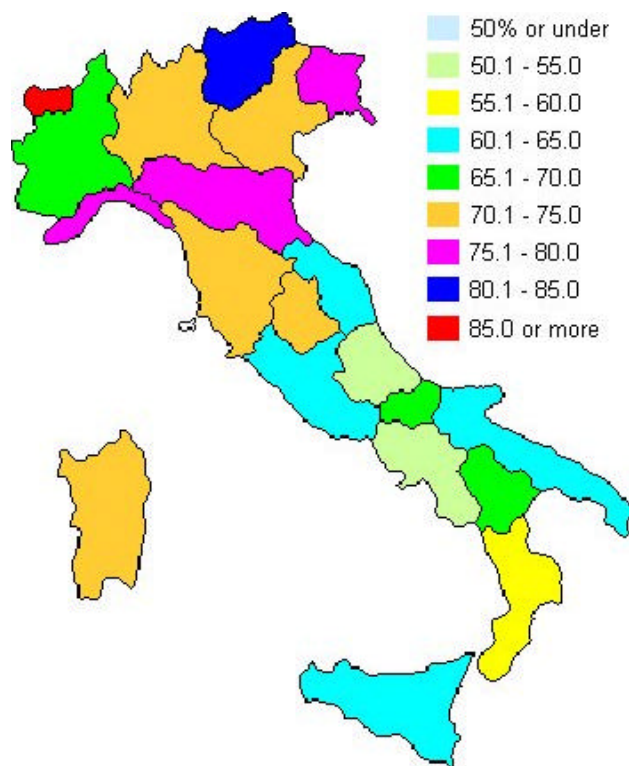 50% or under
50.1 - 55.0
55.1 - 60.0
60.1 - 65.0
65.1 - 70.0
70.1 - 75.0
75.1 - 80.0
80.1 - 85.0
85.0 or more